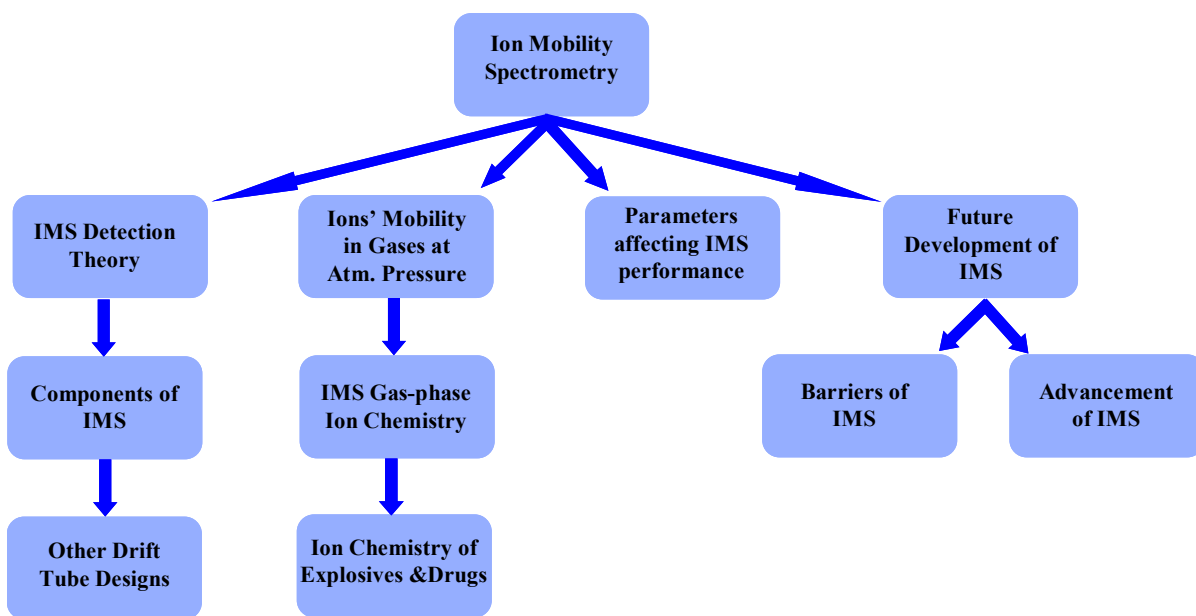 Ion Mobility
Spectrometry
IMS Detection
Theory
Ions’ Mobility
in Gases at
Atm. Pressure
Parameters
affecting IMS
performance
Future
Development of
IMS
Components of
IMS
IMS Gas-phase
Ion Chemistry
Barriers of
IMS
Advancement
of IMS
Other Drift
Tube Designs
Ion Chemistry of
Explosives &Drugs